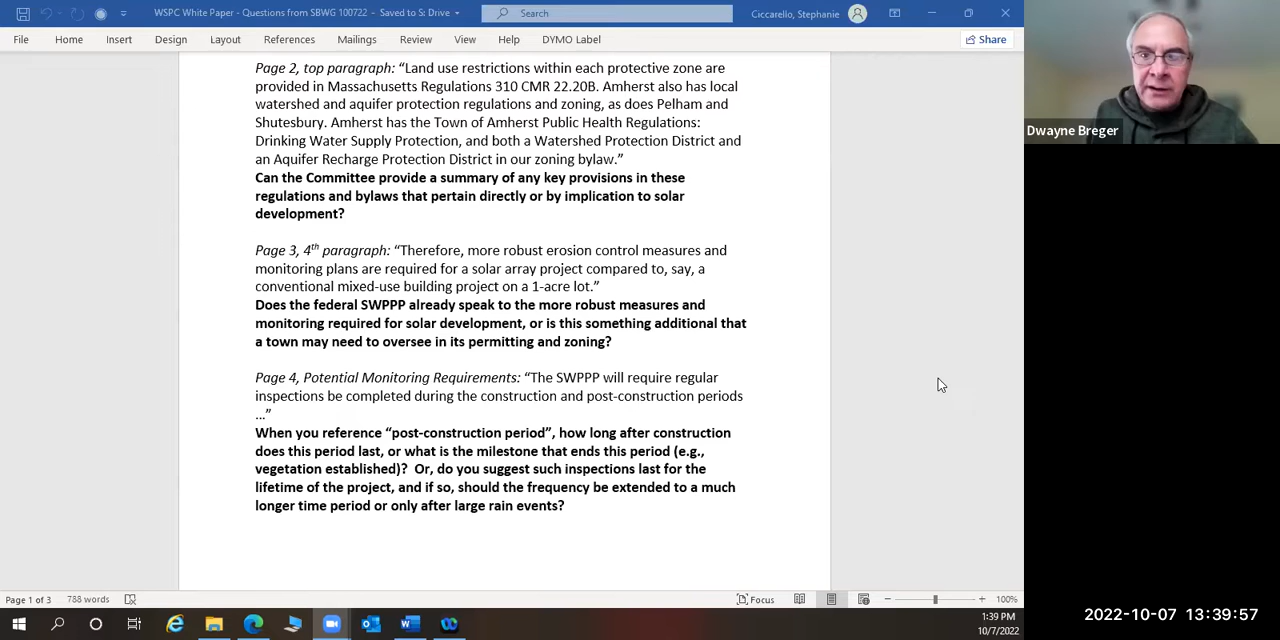 WSPC White Paper - Questions from SBWG 100722 - Saved to S: Drive
Search
Ciccarello, Stephanie
File Home Insert Design Layout References Mailings Review View Help DYMO Label
Share
Page 2, top paragraph: “Land use restrictions within each protective zone are
provided in Massachusetts Regulations 310 CMR 22.20B. Amherst also has local
watershed and aquifer protection regulations and zoning, as does Pelham and
Shutesbury. Amherst has the Town of Amherst Public Health Regulations:
Drinking Water Supply Protection, and both a Watershed Protection District and
an Aquifer Recharge Protection District in our zoning bylaw.”
Can the Committee provide a summary of any key provisions in these
regulations and bylaws that pertain directly or by implication to solar
development?
Page 3, 4th paragraph: “Therefore, more robust erosion control measures and
monitoring plans are required for a solar array project compared to, say, a
conventional mixed-use building project on a 1-acre lot.”
Does the federal SWPPP already speak to the more robust measures and
monitoring required for solar development, or is this something additional that
a town may need to oversee in its permitting and zoning?
Page 4, Potential Monitoring Requirements: “The SWPPP will require regular
inspections be completed during the construction and post-construction periods
...”
When you reference “post-construction period”, how long after construction
does this period last, or what is the milestone that ends this period (e.g.,
vegetation established)? Or, do you suggest such inspections last for the
lifetime of the project, and if so, should the frequency be extended to a much
longer time period or only after large rain events?
Dwayne Breger
Page 1 of 3 788 words
Focus
100%
1:39 PM
10/7/2022
2022-10-07 13:39:57